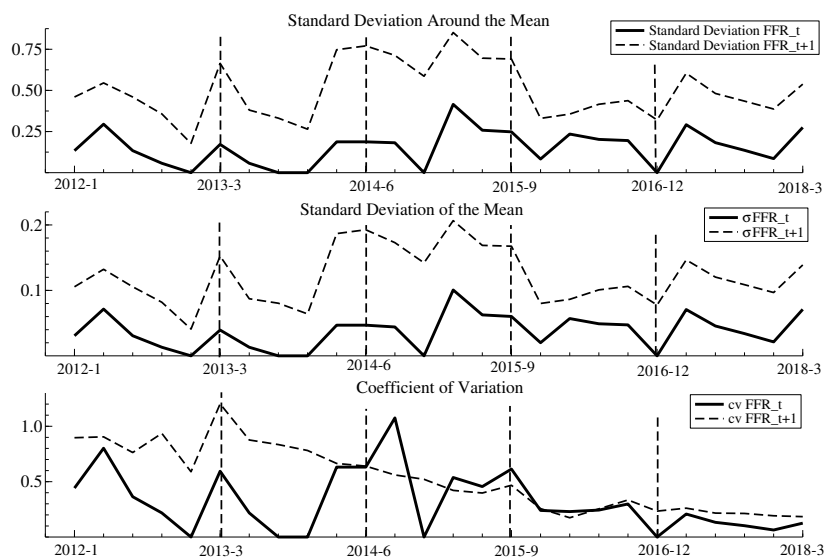 Standard Deviation Around the Mean
Standard Deviation FFR_t
Standard Deviation FFR_t+1
0.75
0.50
0.25
2012-1 2013-3 2014-6 2015-9 2016-12 2018-3
Standard Deviation of the Mean
σFFR_t
σFFR_t+1
0.2
0.1
2012-1 2013-3 2014-6 2015-9 2016-12 2018-3
Coefficient of Variation
cv FFR_t
cv FFR_t+1
1.0
0.5
2012-1 2013-3 2014-6 2015-9 2016-12 2018-3